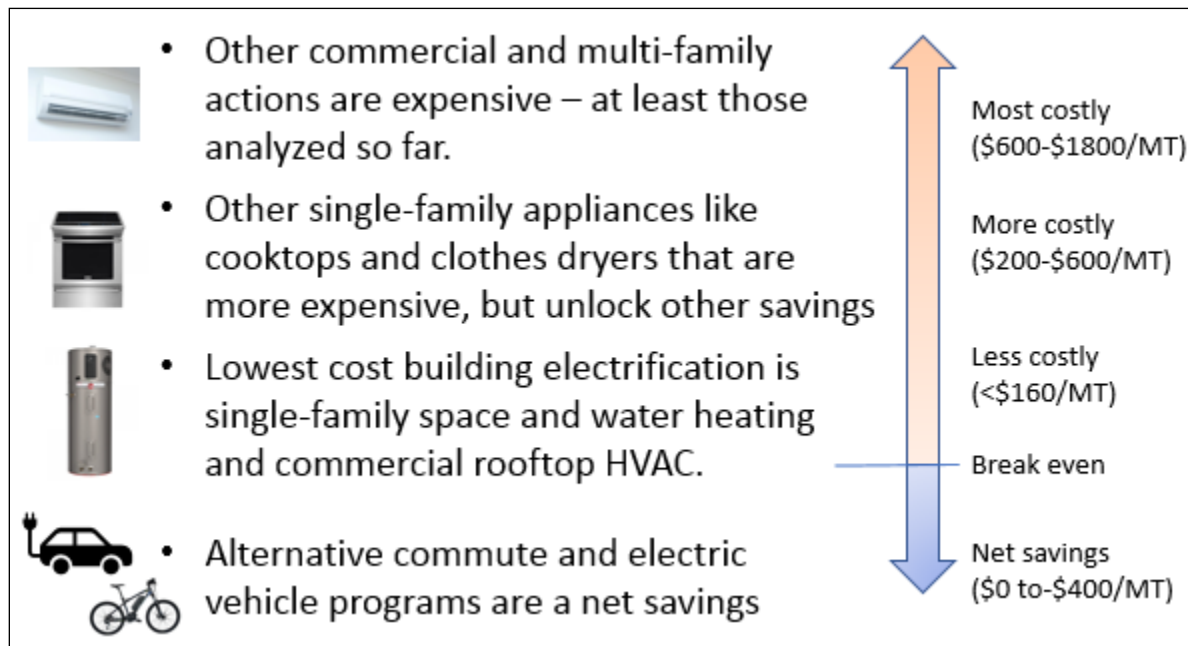 • Other commercial and multi-family
actions are expensive – at least those
analyzed so far.
• Other single-family appliances like
cooktops and clothes dryers that are
more expensive, but unlock other savings
• Lowest cost building electrification is
single-family space and water heating
and commercial rooftop HVAC.
• Alternative commute and electric
vehicle programs are a net savings
Most costly
($600-$1800/MT)
More costly
($200-$600/MT)
Less costly
(<$160/MT)
Break even
Net savings
($0 to-$400/MT)